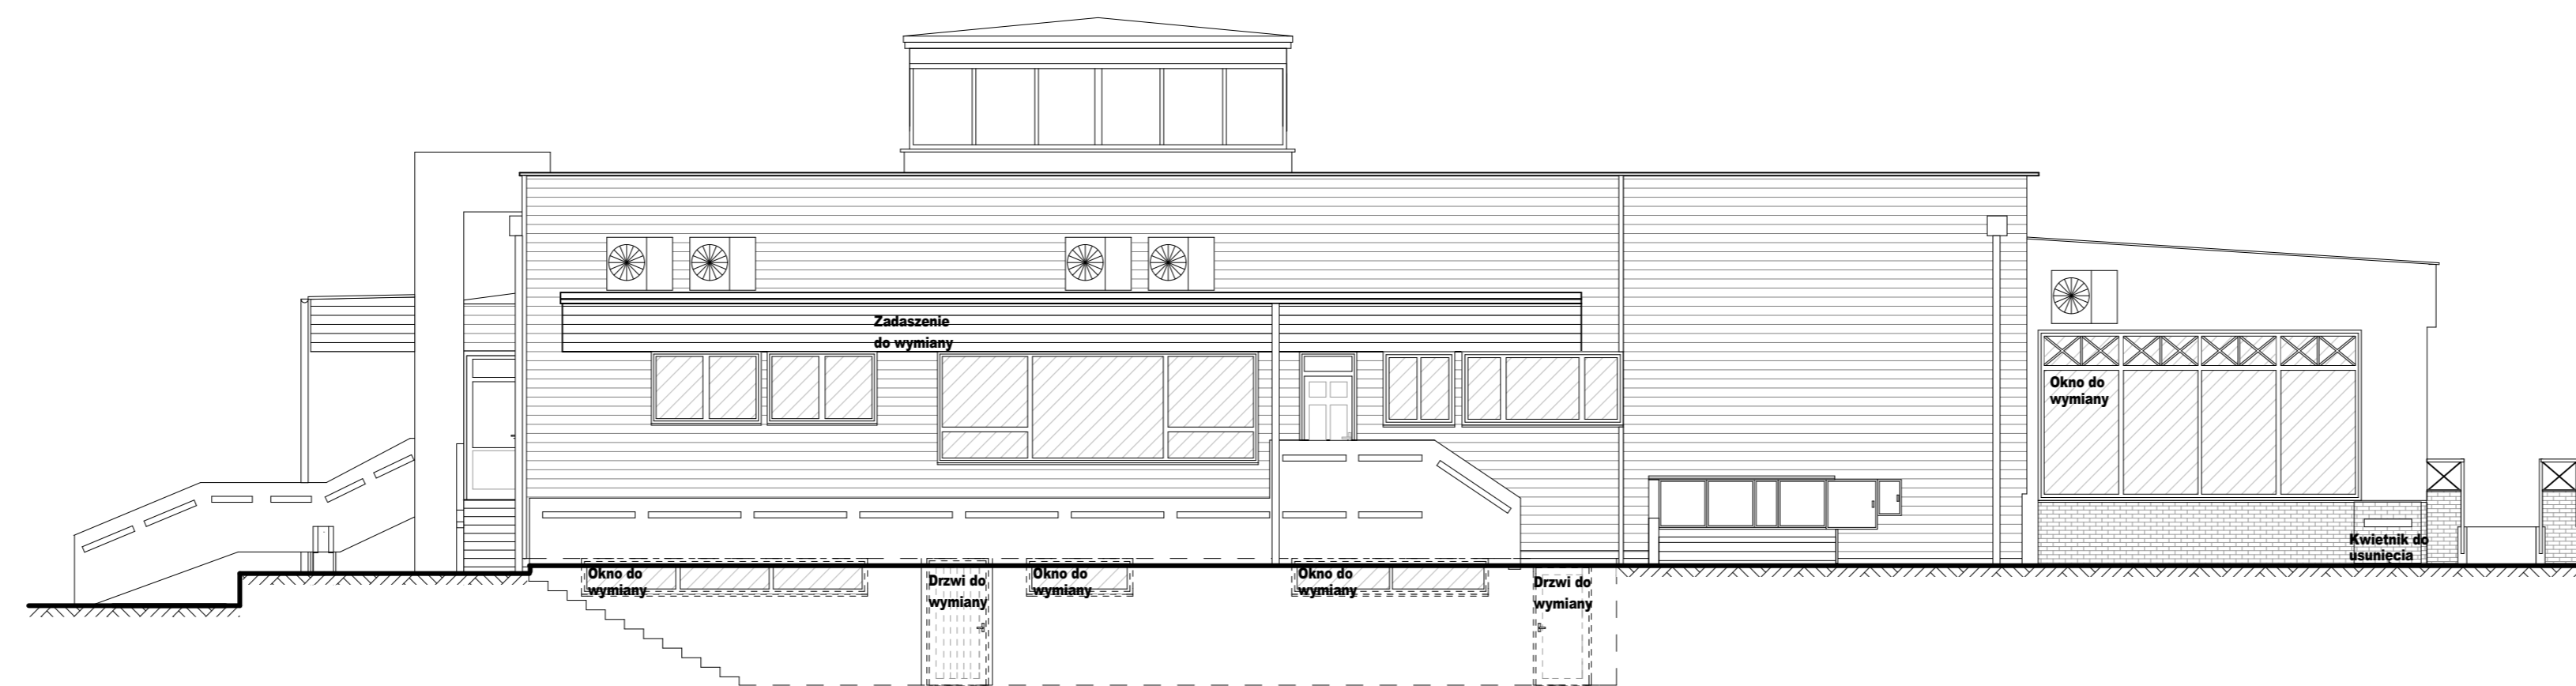 Zadaszenie
do wymiany
Okno do
wymiany
Kwietnik do
usunięcia
Okno do
wymiany
Drzwi do
wymiany
Okno do
wymiany
Okno do
wymiany
Drzwi do
wymiany